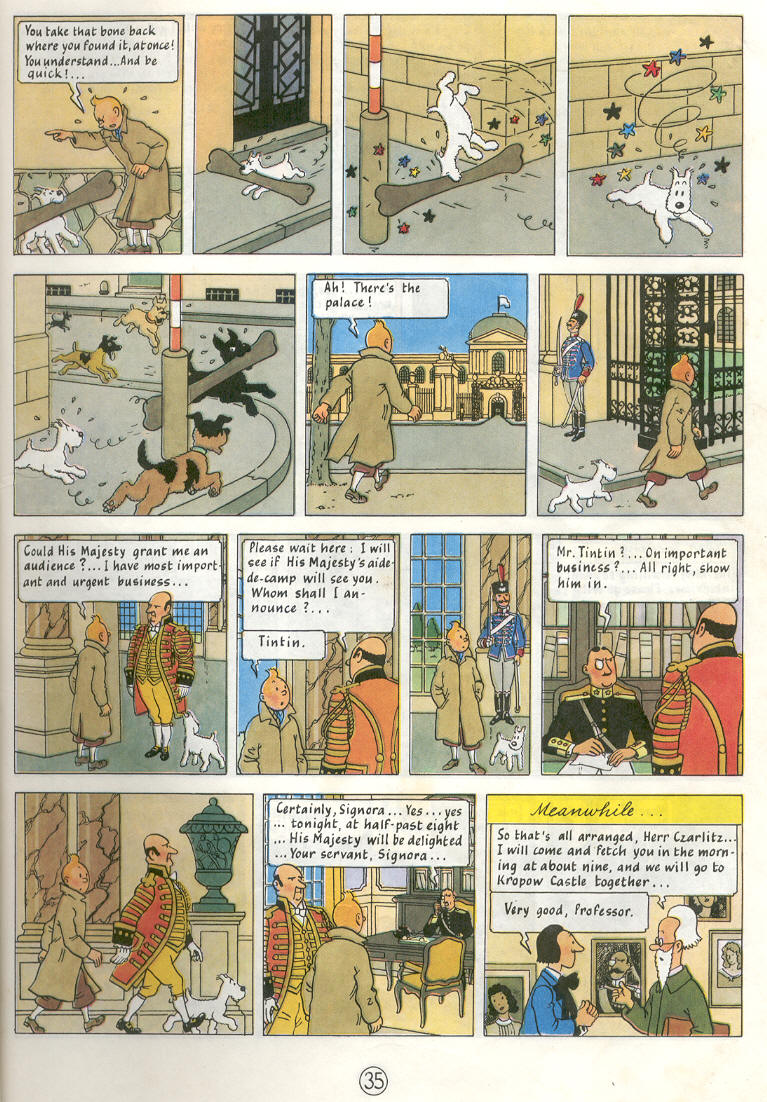 You take that bone back
where you found it, at once!
You understand...And be
quick!...
Ah! There's the
palace!
Could His Majesty grant me an
audience?...I have most import-
ant and urgent business...
Please wait here: I will
see if His Majesty's aide-
de-camp will see you.
Whom shall I an-
nounce?...
Tintin.
Mr. Tintin?...On important
business?...All right, show
him in.
Certainly, Signora...Yes...yes
...tonight, at half-past eight
...His Majesty will be delighted
...Your servant, Signora...
Meanwhile...
So that's all arranged, Herr Czarlitz...
I will come and fetch you in the morn-
ing at about nine, and we will go to
Kropow Castle together...
Very good, Professor.
35